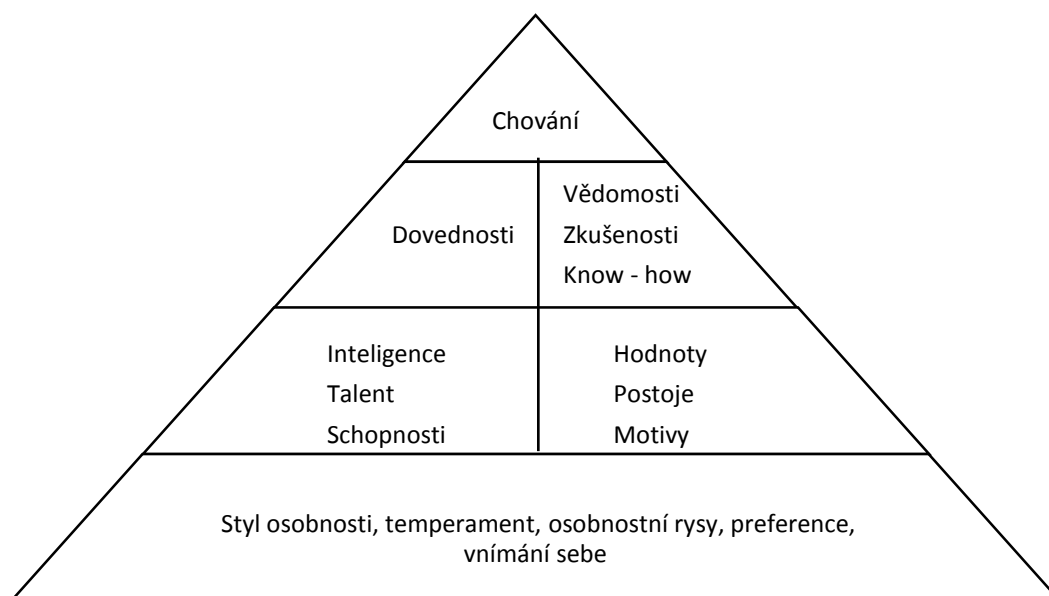 Chování
Dovednosti
Vědomosti
Zkušenosti
Know - how
Inteligence
Talent
Schopnosti
Hodnoty
Postoje
Motivy
Styl osobnosti, temperament, osobnostní rysy, preference,
vnímání sebe